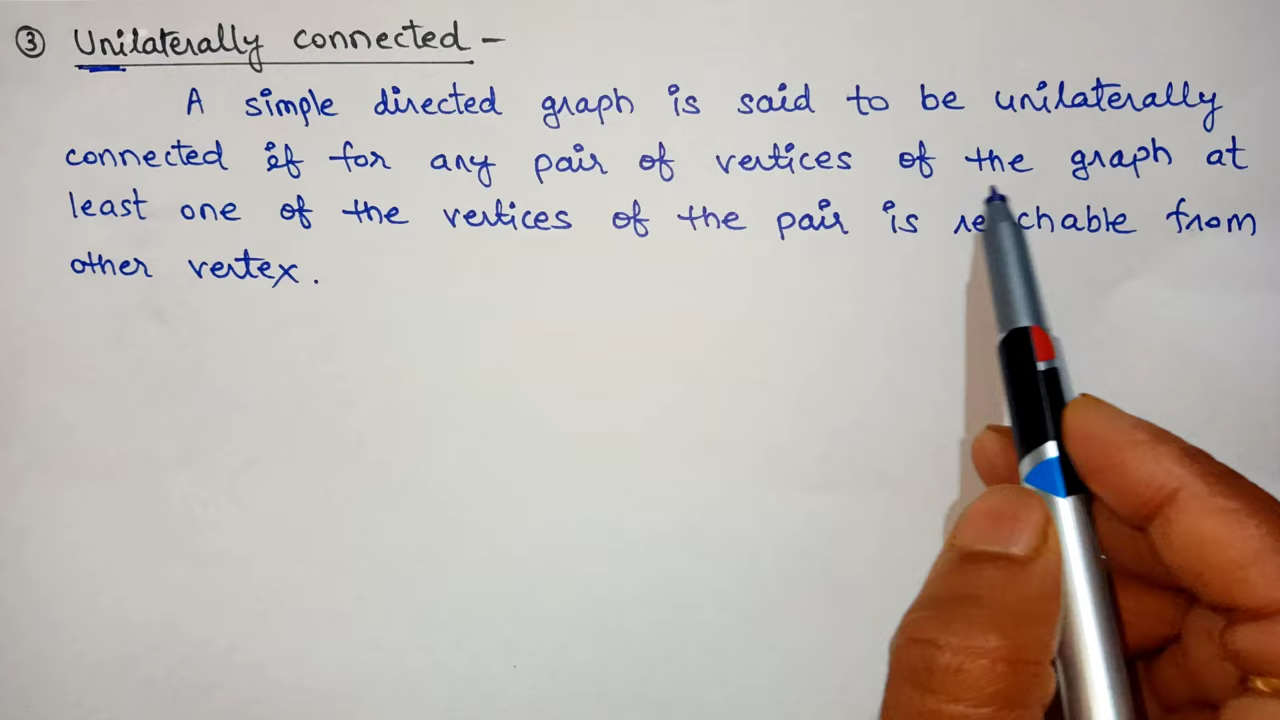 ③ Unilaterally connected -
A simple directed graph is said to be unilaterally
connected if for any pair of vertices of the graph at
least one of the vertices of the pair is reachable from
other vertex.